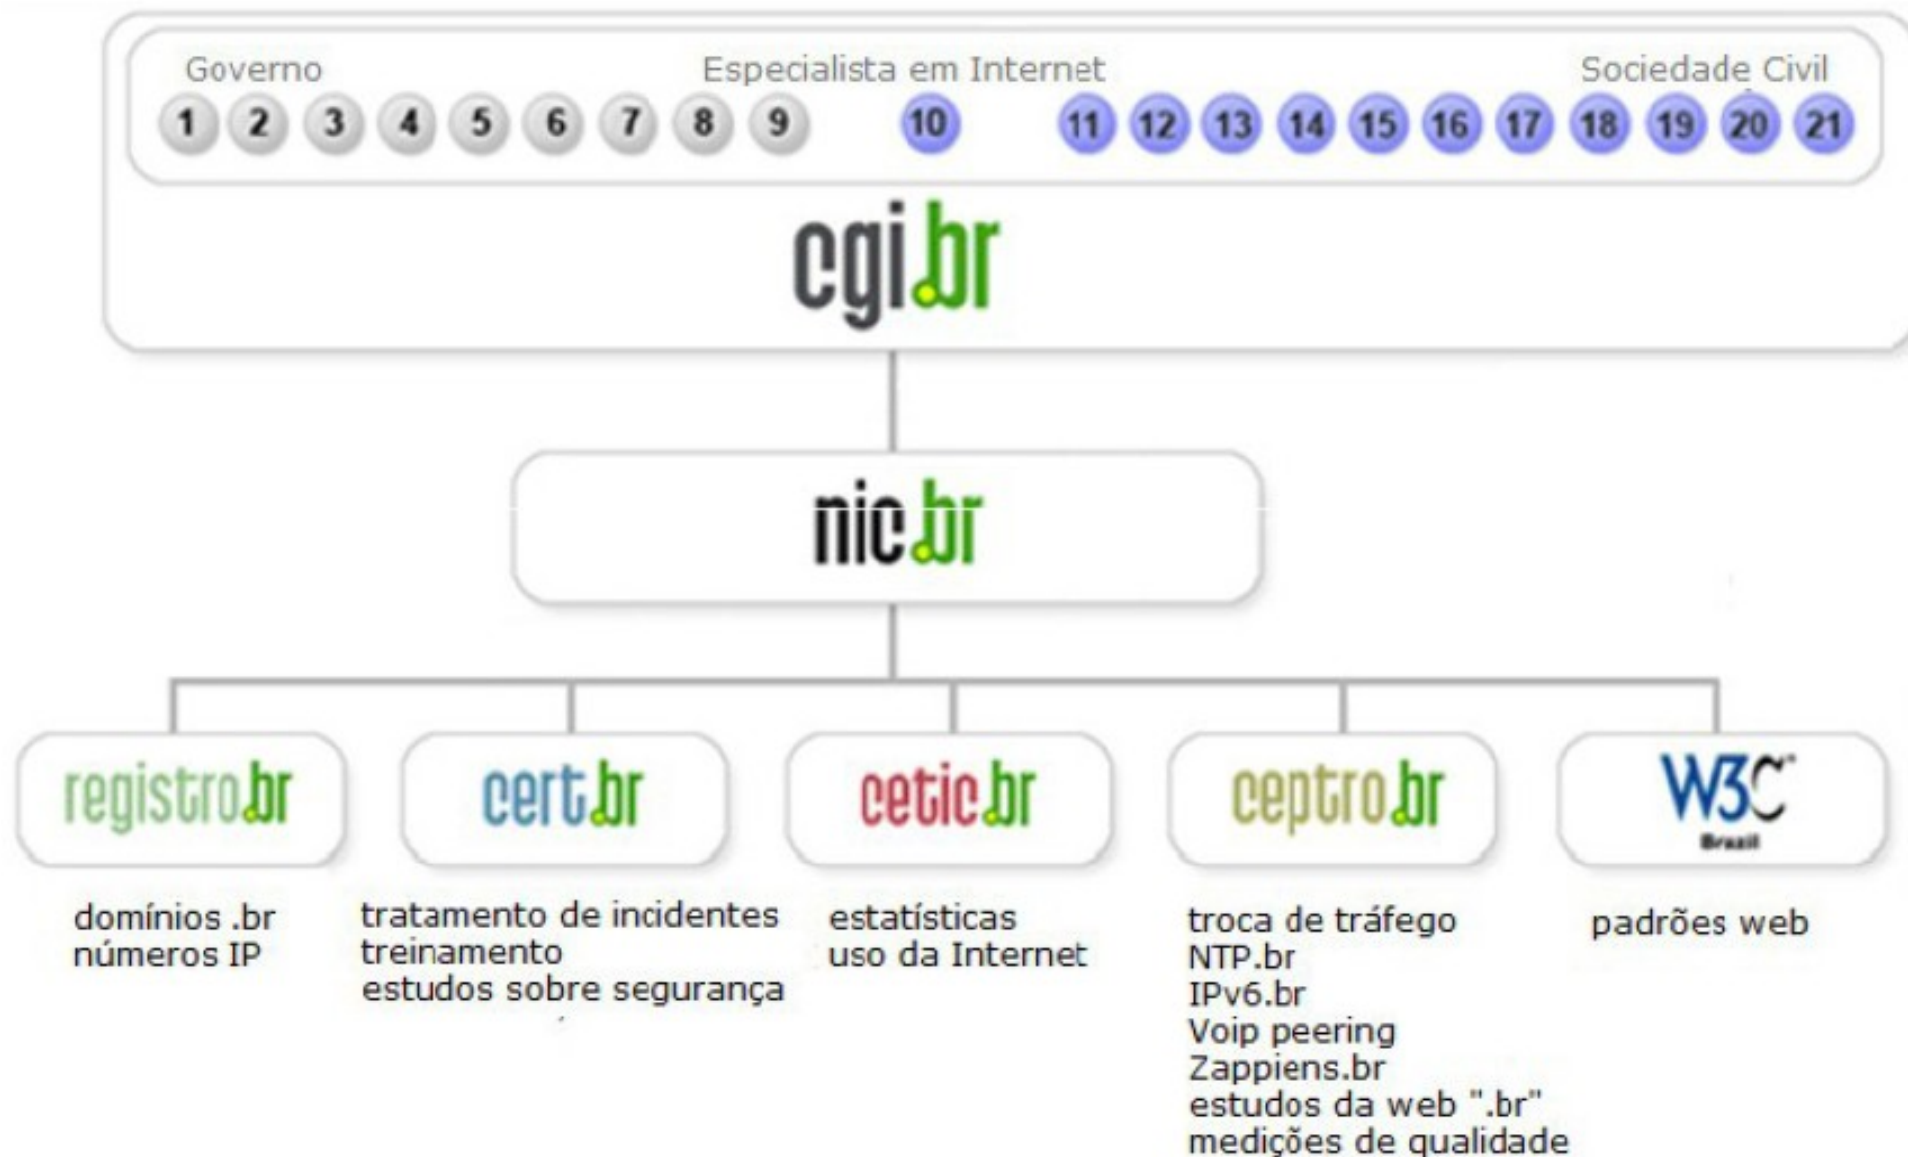 Governo Especialista em Internet Sociedade Civil
1 2 3 4 5 6 7 8 9 10 11 12 13 14 15 16 17 18 19 20 21
cgi.br
nic.br
registro.br
domínios .br
números IP
cert.br
tratamento de incidentes
treinamento
estudos sobre segurança
cetic.br
estatísticas
uso da Internet
ceptro.br
troca de tráfego
NTP.br
IPv6.br
Voip peering
Zappiens.br
estudos da web ".br"
medições de qualidade
W3C
Brazil
padrões web